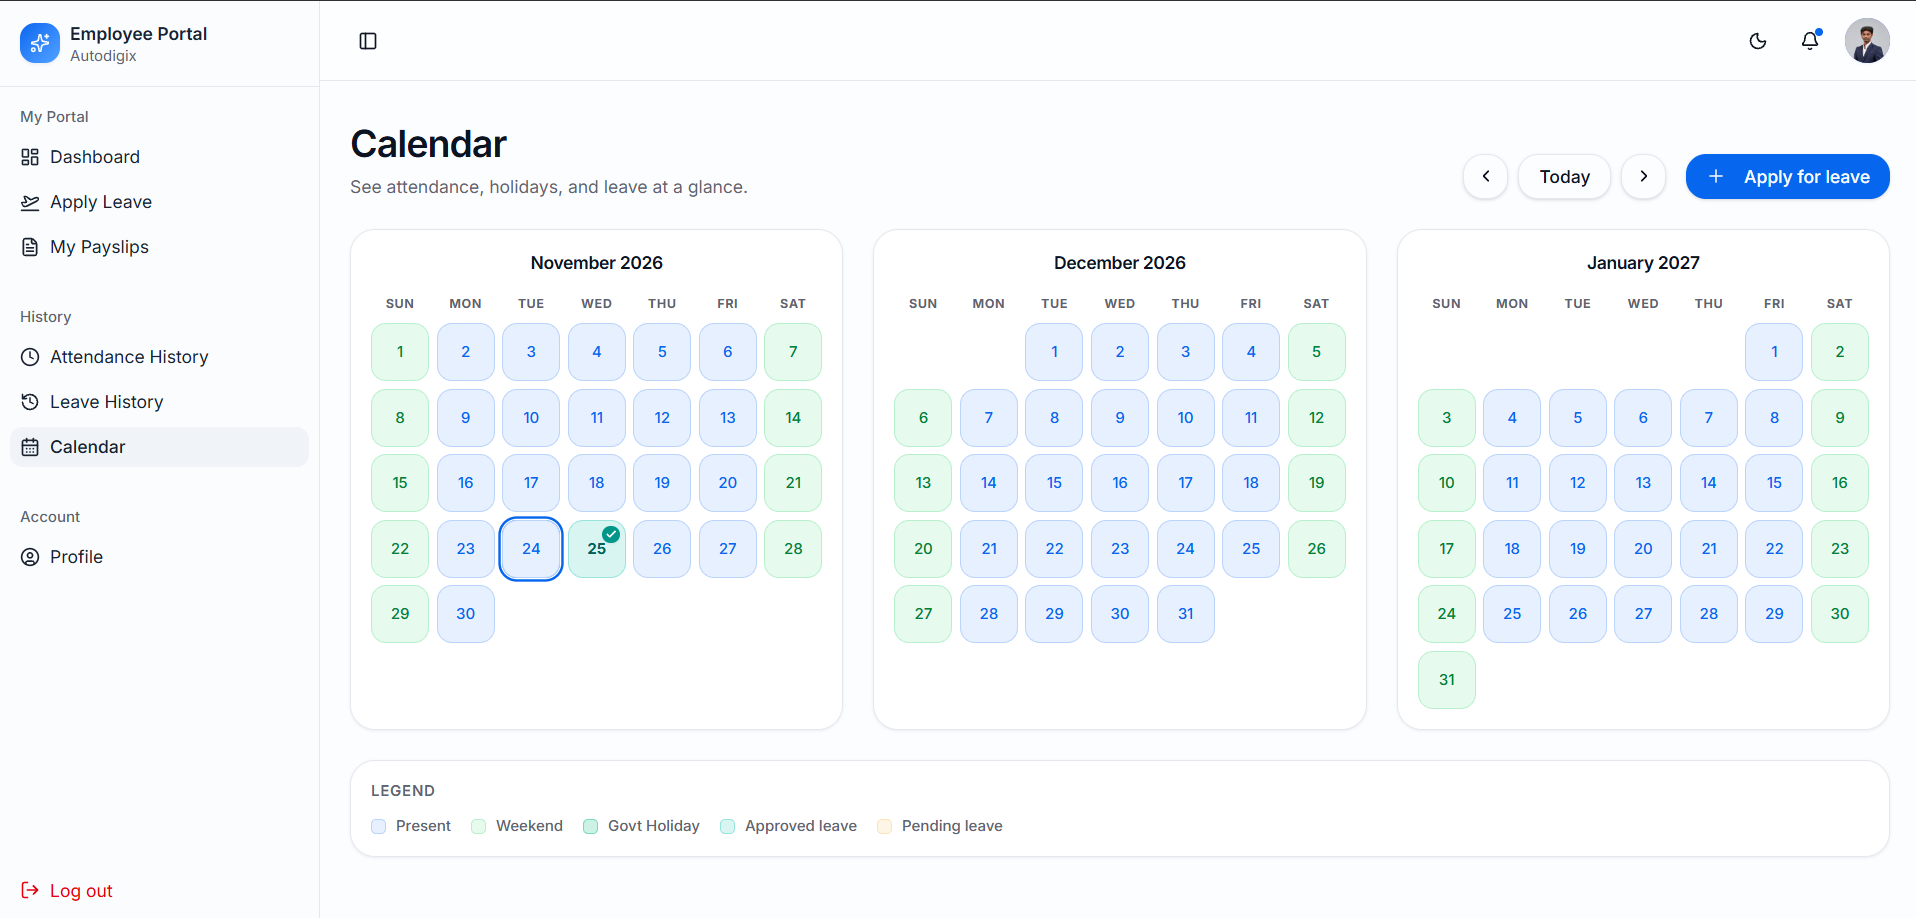 Employee Portal
Autodigix
My Portal
Dashboard
Apply Leave
My Payslips
History
Attendance History
Leave History
Calendar
Account
Profile
Log out
Calendar
See attendance, holidays, and leave at a glance.
Today
Apply for leave
November 2026
SUN MON TUE WED THU FRI SAT
1 2 3 4 5 6 7
8 9 10 11 12 13 14
15 16 17 18 19 20 21
22 23 24 25 26 27 28
29 30
December 2026
SUN MON TUE WED THU FRI SAT
1 2 3 4 5
6 7 8 9 10 11 12
13 14 15 16 17 18 19
20 21 22 23 24 25 26
27 28 29 30 31
January 2027
SUN MON TUE WED THU FRI SAT
1 2
3 4 5 6 7 8 9
10 11 12 13 14 15 16
17 18 19 20 21 22 23
24 25 26 27 28 29 30
31
LEGEND
Present Weekend Govt Holiday Approved leave Pending leave